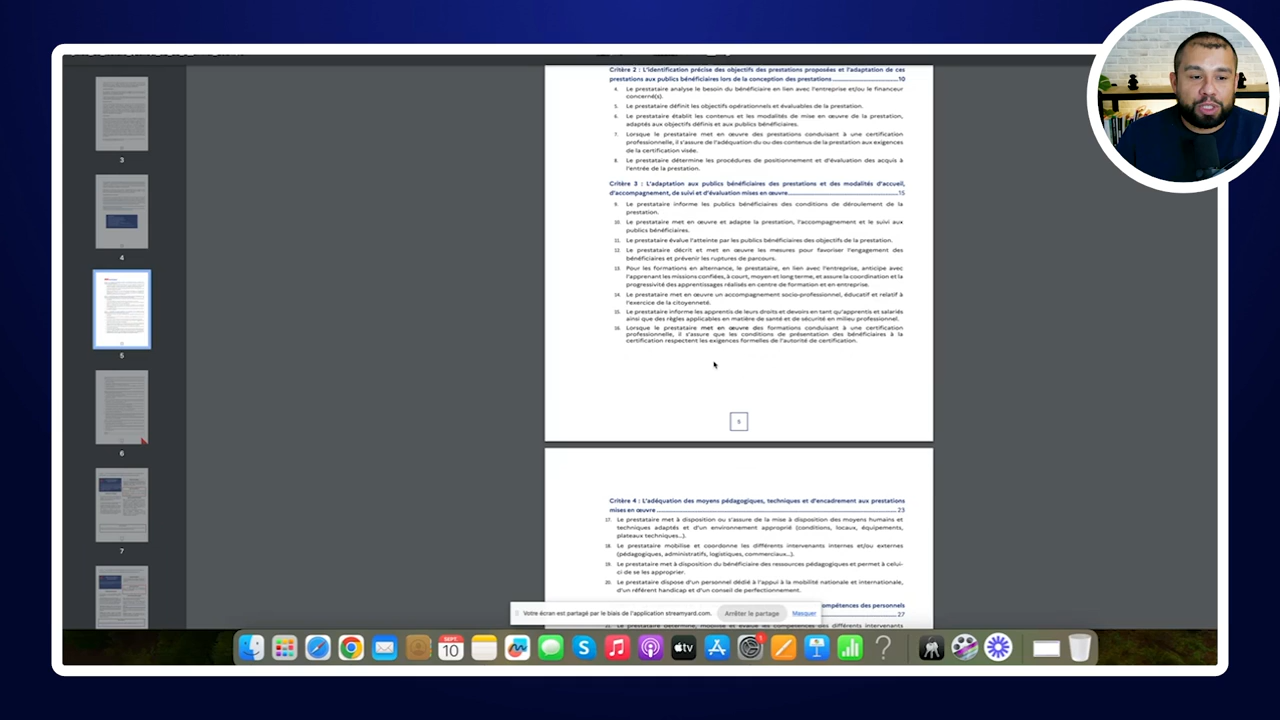 Critère 2 : L'identification précise des objectifs des prestations proposées et l'adaptation de ces
prestations aux publics bénéficiaires lors de la conception des prestations 10
4. Le prestataire analyse le besoin du bénéficiaire en lien avec l'entreprise et/ou le financeur
concerné(s).
5. Le prestataire définit les objectifs opérationnels et évaluables de la prestation.
6. Le prestataire établit les contenus et les modalités de mise en œuvre de la prestation,
adaptés aux objectifs définis et aux publics bénéficiaires.
7. Lorsque le prestataire met en œuvre des prestations conduisant à une certification
professionnelle, il s'assure de l'adéquation du ou des contenus de la prestation aux exigences
de la certification visée.
8. Le prestataire détermine les procédures de positionnement et d'évaluation des acquis à
l'entrée de la prestation.
Critère 3 : L'adaptation aux publics bénéficiaires des prestations et des modalités d'accueil,
d'accompagnement, de suivi et d'évaluation mises en œuvre 15
9. Le prestataire informe les publics bénéficiaires des conditions de déroulement de la
prestation.
10. Le prestataire met en œuvre et adapte la prestation, l'accompagnement et le suivi aux
publics bénéficiaires.
11. Le prestataire évalue l'atteinte par les publics bénéficiaires des objectifs de la prestation.
12. Le prestataire décrit et met en œuvre les mesures pour favoriser l'engagement des
bénéficiaires et prévenir les ruptures de parcours.
13. Pour les formations en alternance, le prestataire, en lien avec l'entreprise, anticipe avec
l'apprenant les missions confiées, à court, moyen et long terme, et assure la coordination et la
progressivité des apprentissages réalisés en centre de formation et en entreprise.
14. Le prestataire met en œuvre un accompagnement socio-professionnel, éducatif et relatif à
l'exercice de la citoyenneté.
15. Le prestataire informe les apprentis de leurs droits et devoirs en tant qu'apprentis et salariés
ainsi que des règles applicables en matière de santé et de sécurité en milieu professionnel.
16. Lorsque le prestataire met en œuvre des formations conduisant à une certification
professionnelle, il s'assure que les conditions de présentation des bénéficiaires à la
certification respectent les exigences formelles de l'autorité de certification.
5
Critère 4 : L'adéquation des moyens pédagogiques, techniques et d'encadrement aux prestations
mises en œuvre 23
17. Le prestataire met à disposition ou s'assure de la mise à disposition des moyens humains et
techniques adaptés et d'un environnement approprié (conditions, locaux, équipements,
plateaux techniques...).
18. Le prestataire mobilise et coordonne les différents intervenants internes et/ou externes
(pédagogiques, administratifs, logistiques, commerciaux...).
19. Le prestataire met à disposition du bénéficiaire des ressources pédagogiques et permet à celui-
ci de se les approprier.
20. Le prestataire dispose d'un personnel dédié à l'appui à la mobilité nationale et internationale,
d'un référent handicap et d'un conseil de perfectionnement.
compétences des personnels
27
Votre écran est partagé par le biais de l'application streamyard.com. Arrêter le partage Masquer
3
4
5
6
7
SEPT.
10
tv
1